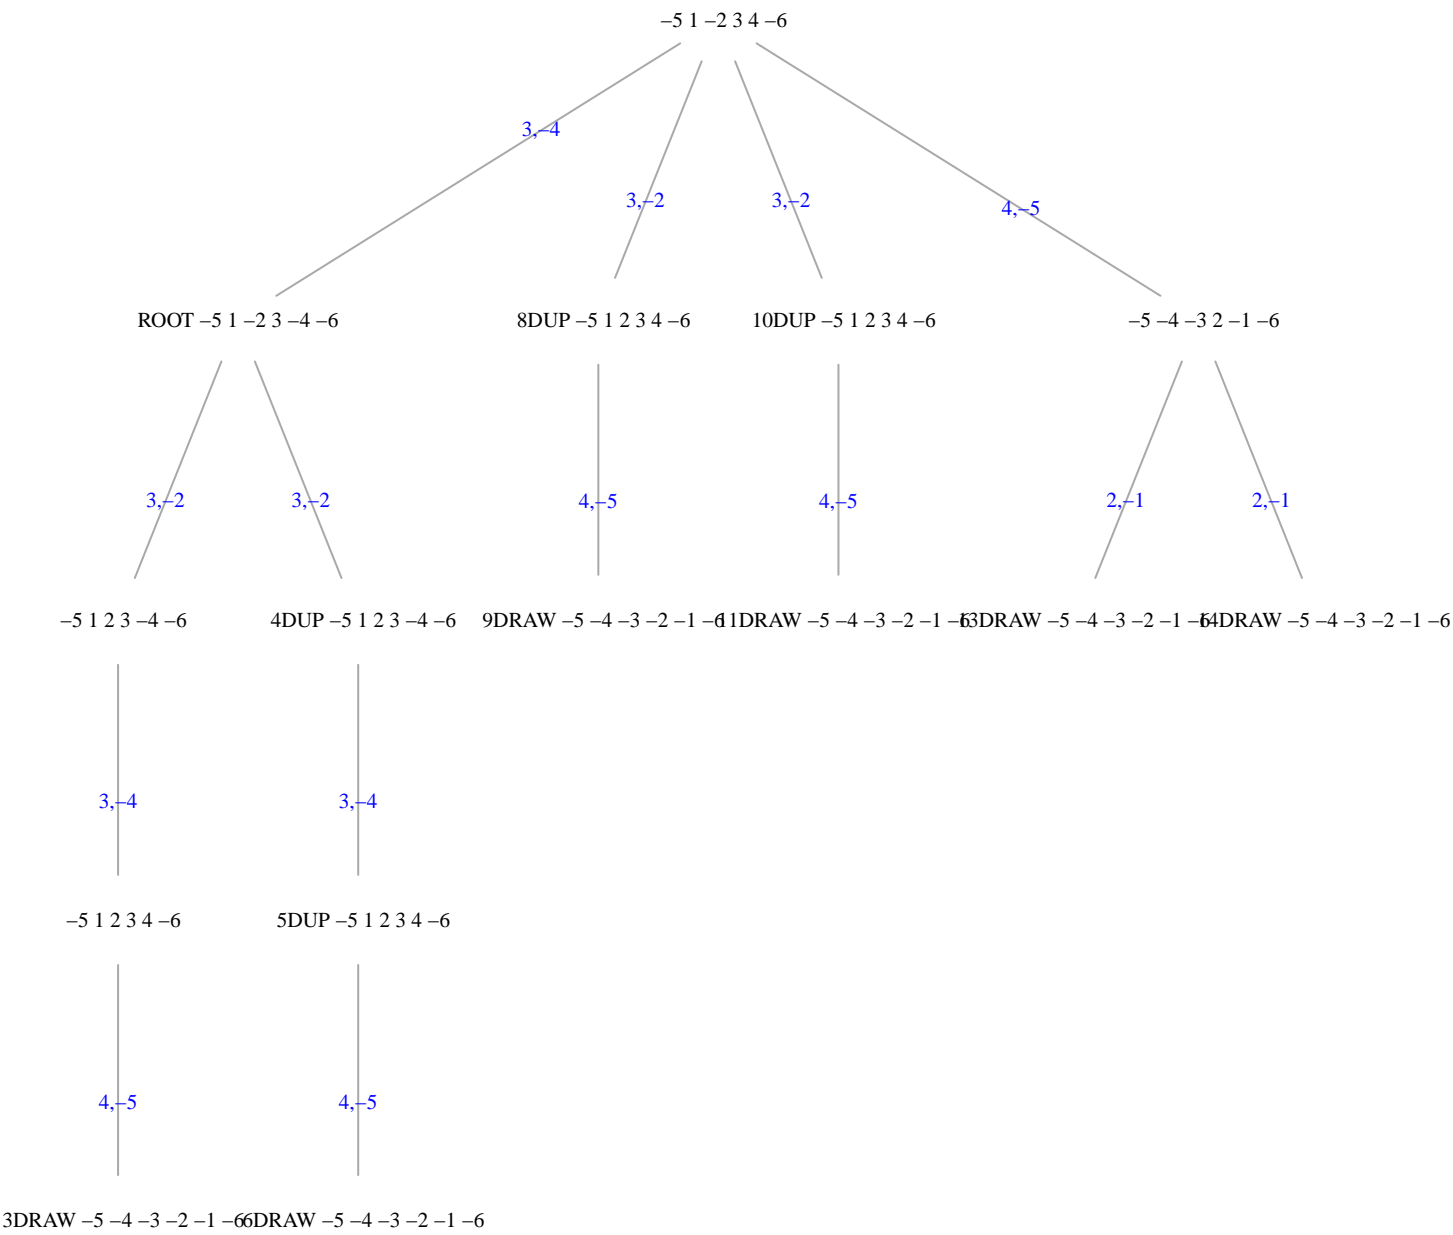 –5 1 –2 3 4 –6
3,–4
3,–2
3,–2
4,–5
ROOT –5 1 –2 3 –4 –6
8DUP –5 1 2 3 4 –6
10DUP –5 1 2 3 4 –6
–5 –4 –3 2 –1 –6
3,–2
3,–2
4,–5
4,–5
2,–1
2,–1
–5 1 2 3 –4 –6
4DUP –5 1 2 3 –4 –6
9DRAW –5 –4 –3 –2 –1 –6
11DRAW –5 –4 –3 –2 –1 –6
13DRAW –5 –4 –3 –2 –1 –6
14DRAW –5 –4 –3 –2 –1 –6
3,–4
3,–4
–5 1 2 3 4 –6
5DUP –5 1 2 3 4 –6
4,–5
4,–5
3DRAW –5 –4 –3 –2 –1 –6
6DRAW –5 –4 –3 –2 –1 –6